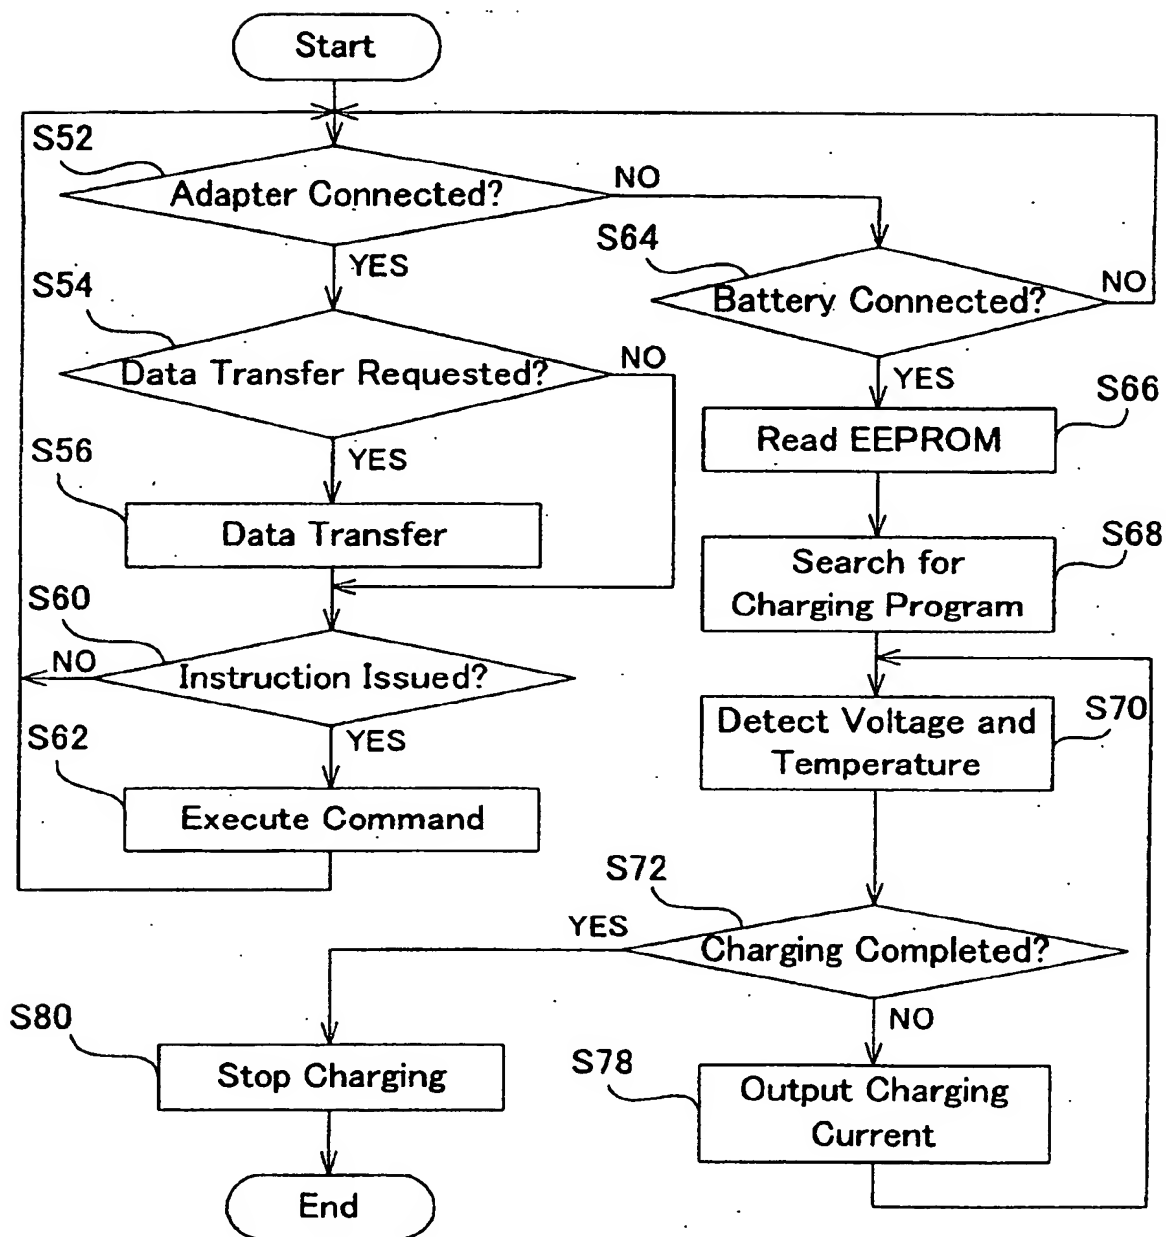 Start
S52
Adapter Connected?
NO
YES
S64
Battery Connected?
NO
YES
S54
Data Transfer Requested?
NO
YES
S66
Read EEPROM
S56
Data Transfer
S68
Search for
Charging Program
S60
Instruction Issued?
NO
YES
S70
Detect Voltage and
Temperature
S62
Execute Command
S72
Charging Completed?
YES
NO
S80
Stop Charging
S78
Output Charging
Current
End